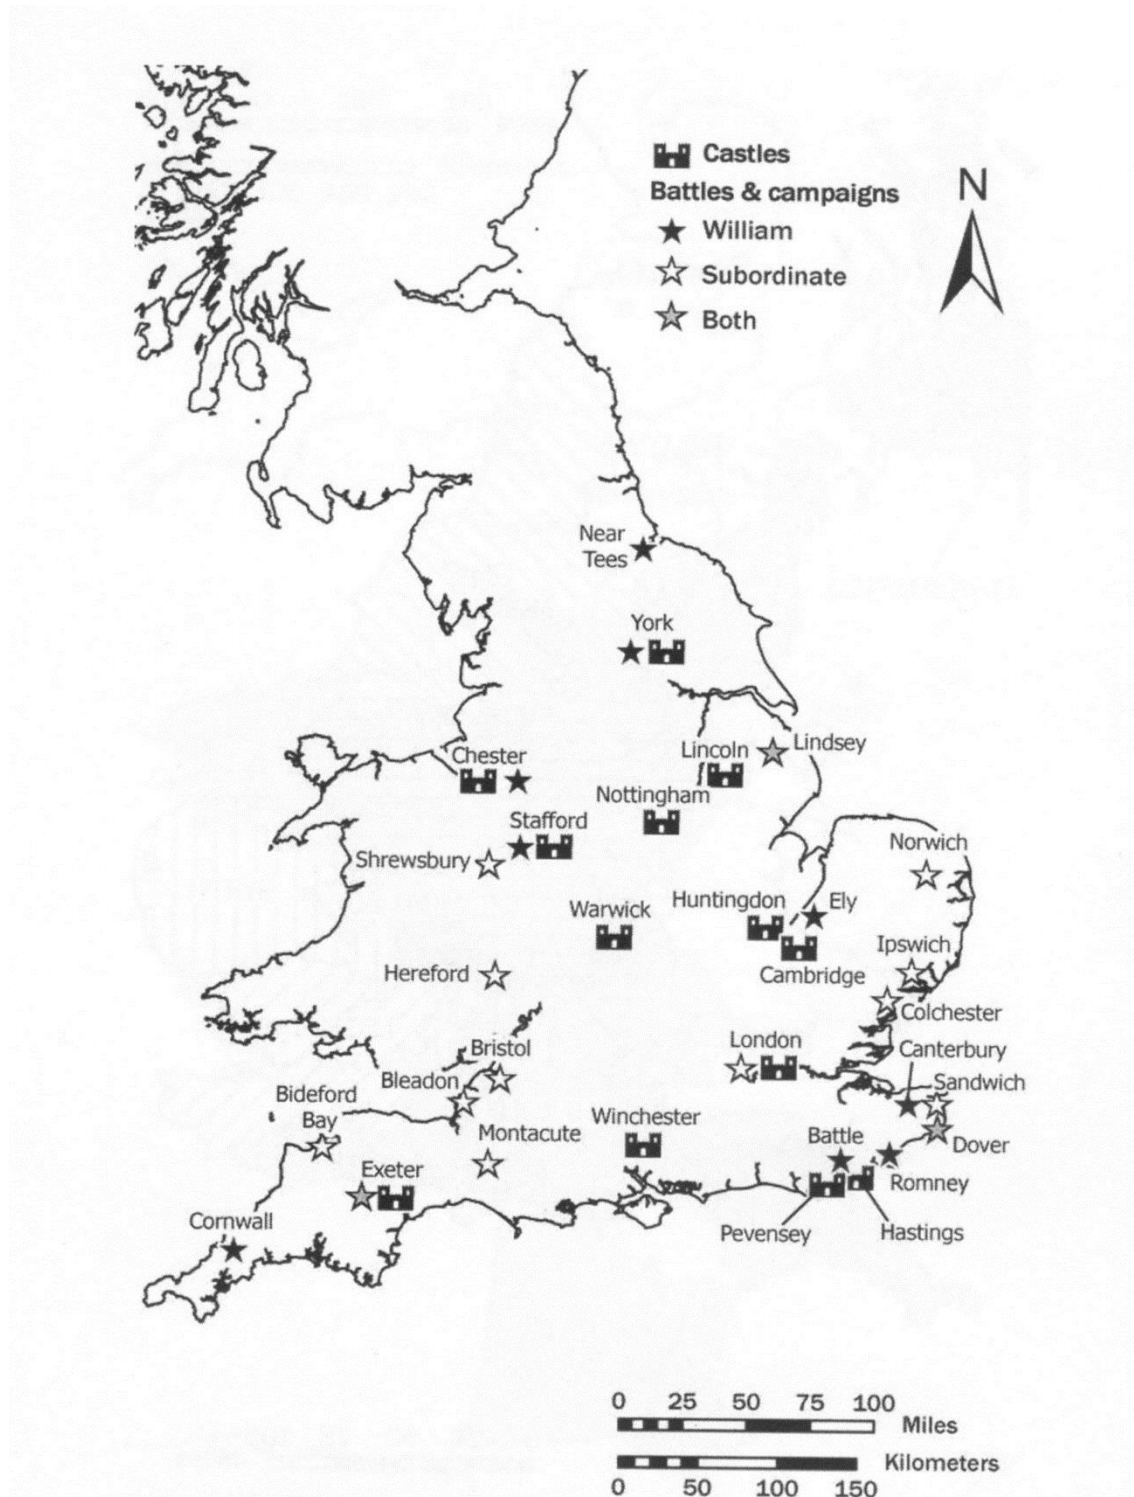 Castles
Battles & campaigns
N
William
Subordinate
Both
Near
Tees
York
Lindsey
Lincoln
Chester
Nottingham
Stafford
Shrewsbury
Norwich
Huntingdon
Ely
Warwick
Ipswich
Hereford
Cambridge
Colchester
London
Bristol
Canterbury
Bleadon
Sandwich
Bideford
Bay
Winchester
Montacute
Battle
Dover
Exeter
Romney
Cornwall
Pevensey
Hastings
0 25 50 75 100
Miles
Kilometers
0 50 100 150